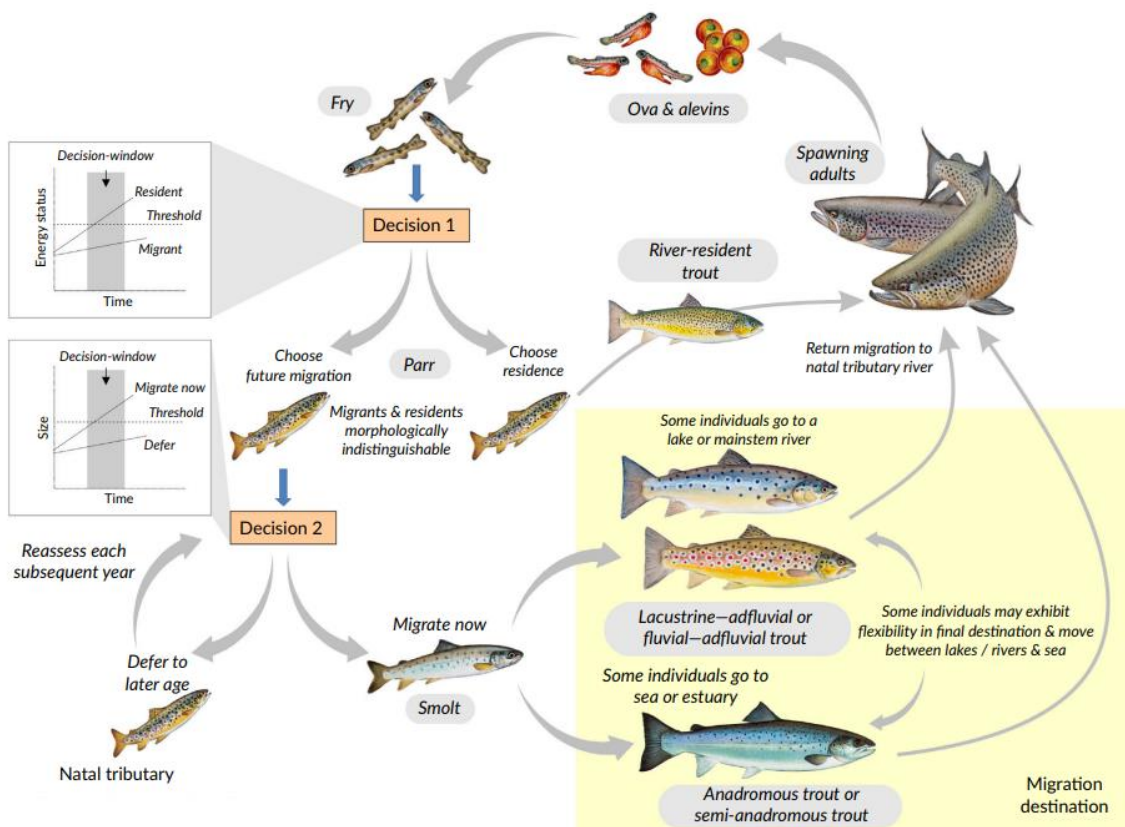 Fry
Ova & alevins
Spawning
adults
Decision-window
Resident
Threshold
Migrant
Energy status
Time
Decision 1
River-resident
trout
Return migration to
natal tributary river
Choose
future migration
Parr
Choose
residence
Migrants & residents
morphologically
indistinguishable
Decision-window
Migrate now
Threshold
Defer
Size
Time
Decision 2
Reassess each
subsequent year
Defer to
later age
Natal tributary
Migrate now
Smolt
Some individuals go to a
lake or mainstem river
Lacustrine—adfluvial or
fluvial—adfluvial trout
Some individuals may exhibit
flexibility in final destination & move
between lakes / rivers & sea
Some individuals go to
sea or estuary
Anadromous trout or
semi-anadromous trout
Migration
destination